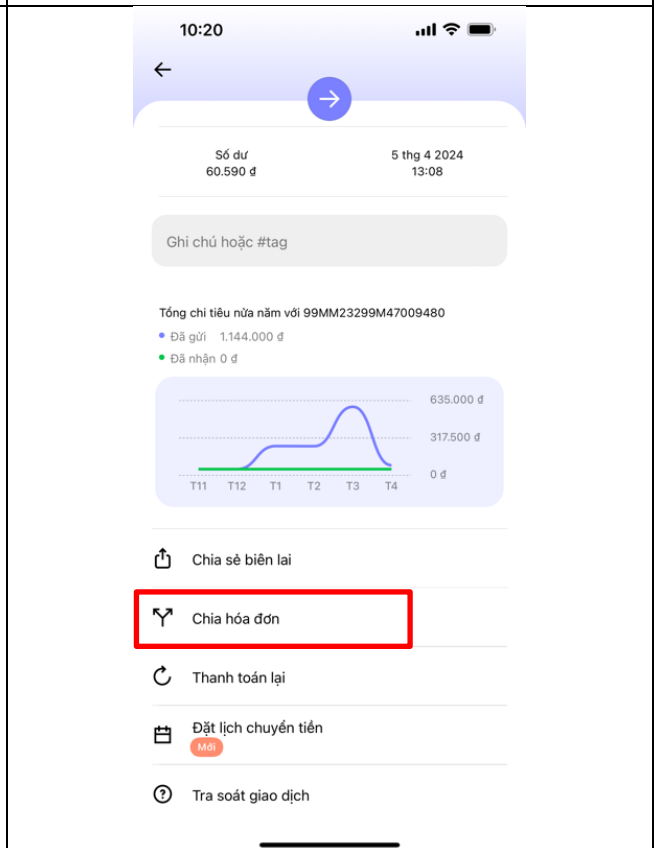 10:20
Số dư
60.590 ₫
5 thg 4 2024
13:08
Ghi chú hoặc #tag
Tổng chi tiêu nửa năm với 99MM23299M47009480
Đã gửi 1.144.000 ₫
Đã nhận 0 ₫
635.000 ₫
317.500 ₫
0 ₫
T11 T12 T1 T2 T3 T4
Chia sẻ biên lai
Chia hóa đơn
Thanh toán lại
Đặt lịch chuyển tiền
Mới
Tra soát giao dịch